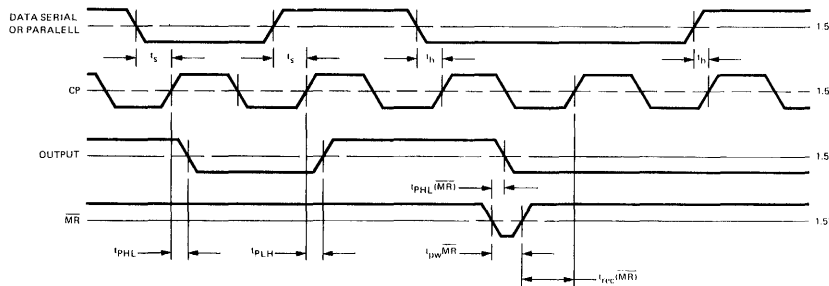 DATA SERIAL
OR PARALELL
1.5
ts
ts
th
th
CP
1.5
OUTPUT
1.5
tPHL(MR)
MR
1.5
tPHL
tPLH
tpwMR
trec(MR)